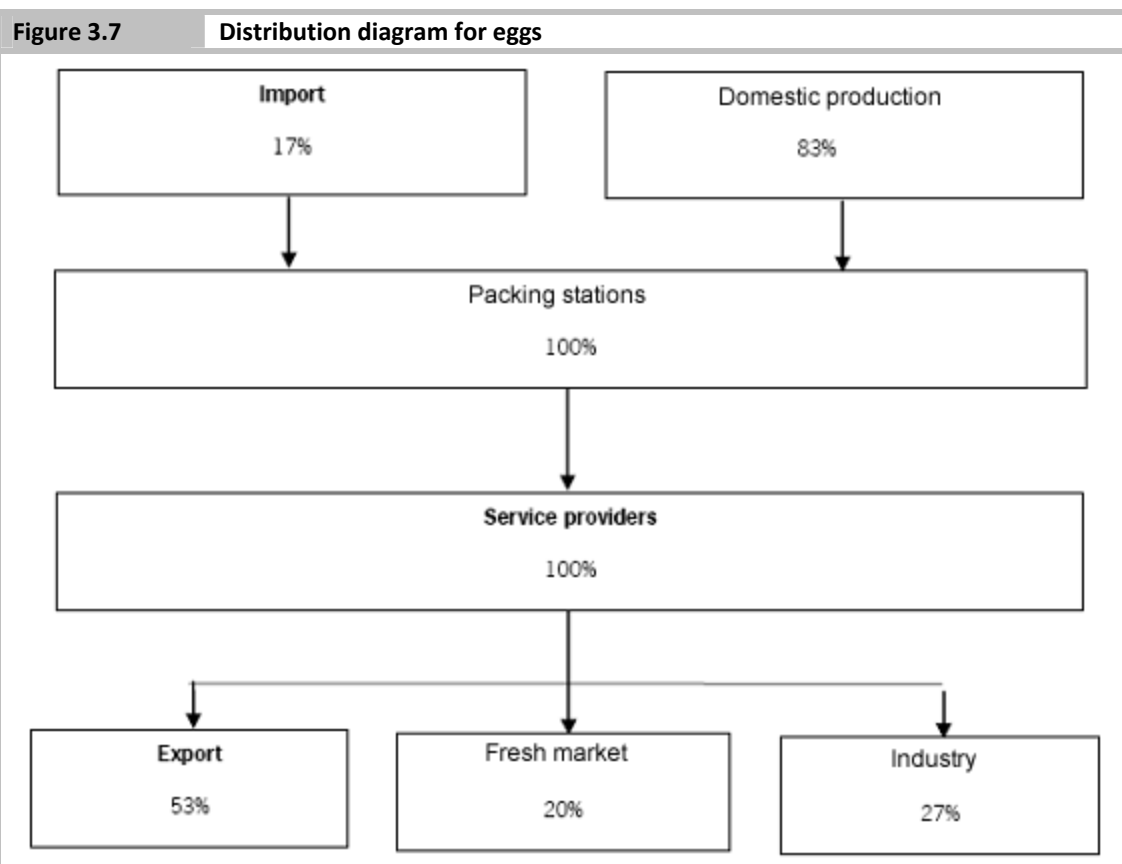 Figure 3.7 Distribution diagram for eggs
Import
17%
Domestic production
83%
Packing stations
100%
Service providers
100%
Export
53%
Fresh market
20%
Industry
27%